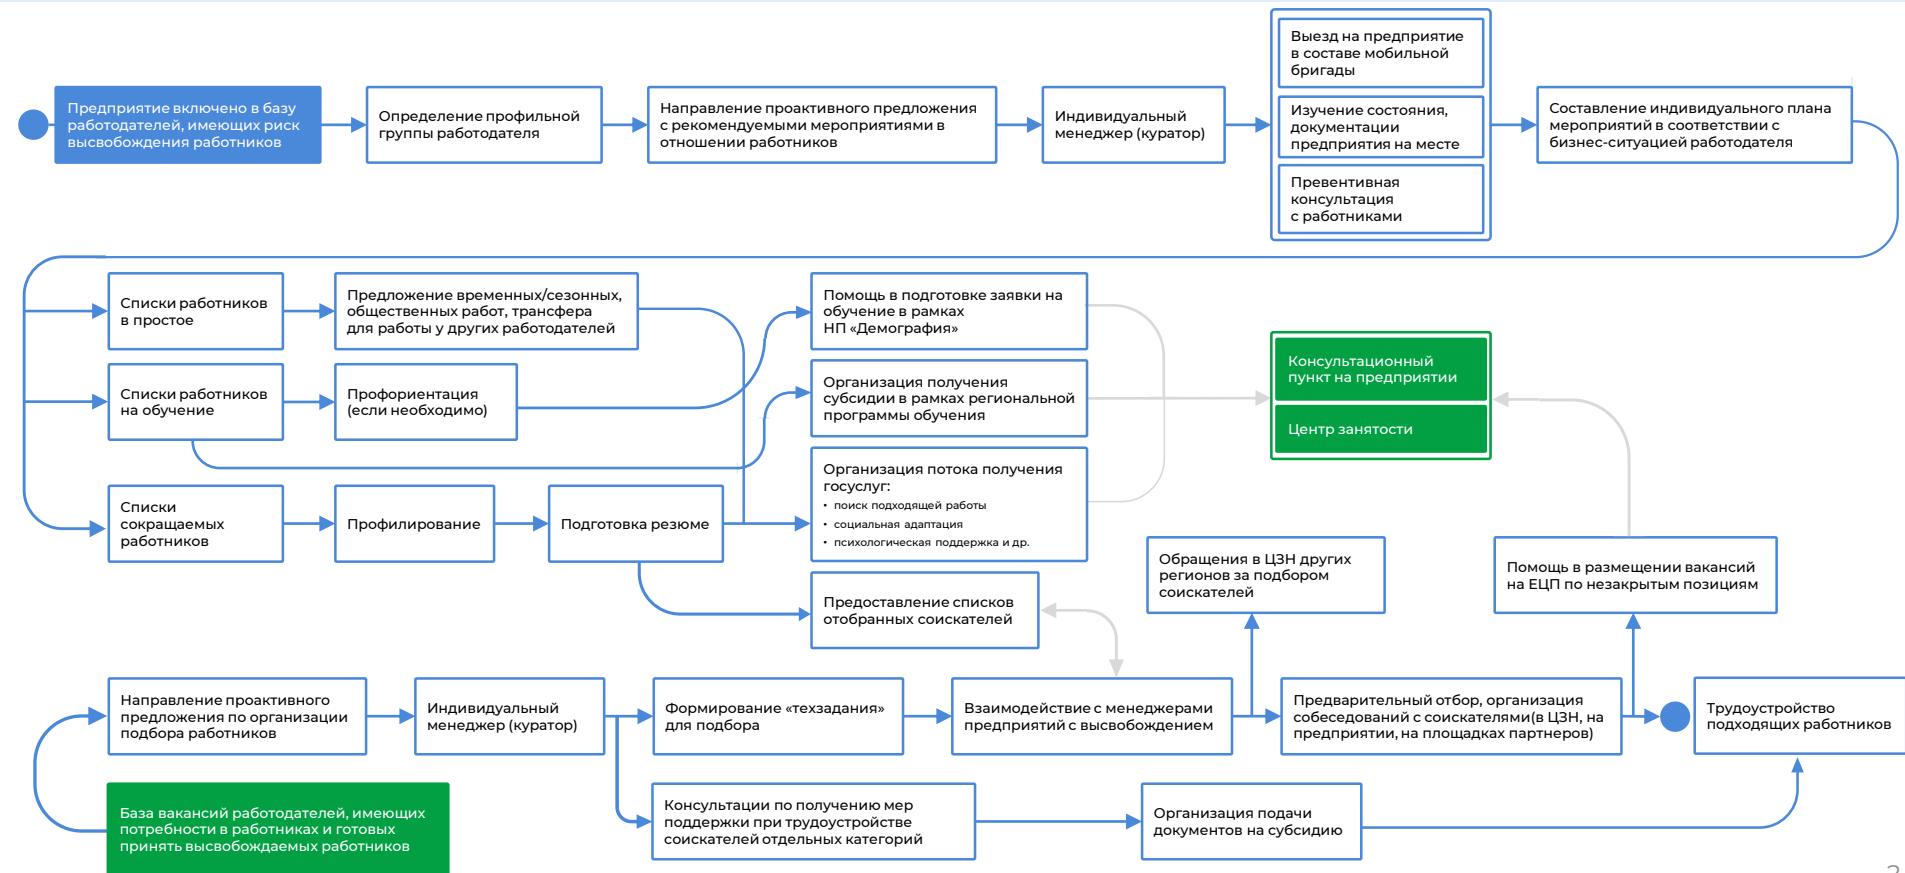 Предприятие включено в базу
работодателей, имеющих риск
высвобождения работников
Определение профильной
группы работодателя
Направление проактивного предложения
с рекомендуемыми мероприятиями в
отношении работников
Индивидуальный
менеджер (куратор)
Выезд на предприятие
в составе мобильной
бригады
Изучение состояния,
документации
предприятия на месте
Превентивная
консультация
с работниками
Составление индивидуального плана
мероприятий в соответствии с
бизнес-ситуацией работодателя
Списки работников
в простое
Предложение временных/сезонных,
общественных работ, трансфера
для работы у других работодателей
Помощь в подготовке заявки на
обучение в рамках
НП «Демография»
Списки работников
на обучение
Профориентация
(если необходимо)
Организация получения
субсидии в рамках региональной
программы обучения
Консультационный
пункт на предприятии
Центр занятости
Списки
сокращаемых
работников
Профилирование
Подготовка резюме
Организация потока получения
госуслуг:
• поиск подходящей работы
• социальная адаптация
• психологическая поддержка и др.
Предоставление списков
отобранных соискателей
Обращения в ЦЗН других
регионов за подбором
соискателей
Помощь в размещении вакансий
на ЕЦП по незакрытым позициям
Направление проактивного
предложения по организации
подбора работников
Индивидуальный
менеджер (куратор)
Формирование «техзадания»
для подбора
Взаимодействие с менеджерами
предприятий с высвобождением
Предварительный отбор, организация
собеседований с соискателями(в ЦЗН, на
предприятии, на площадках партнеров)
Трудоустройство
подходящих работников
База вакансий работодателей, имеющих
потребности в работниках и готовых
принять высвобождаемых работников
Консультации по получению мер
поддержки при трудоустройстве
соискателей отдельных категорий
Организация подачи
документов на субсидию